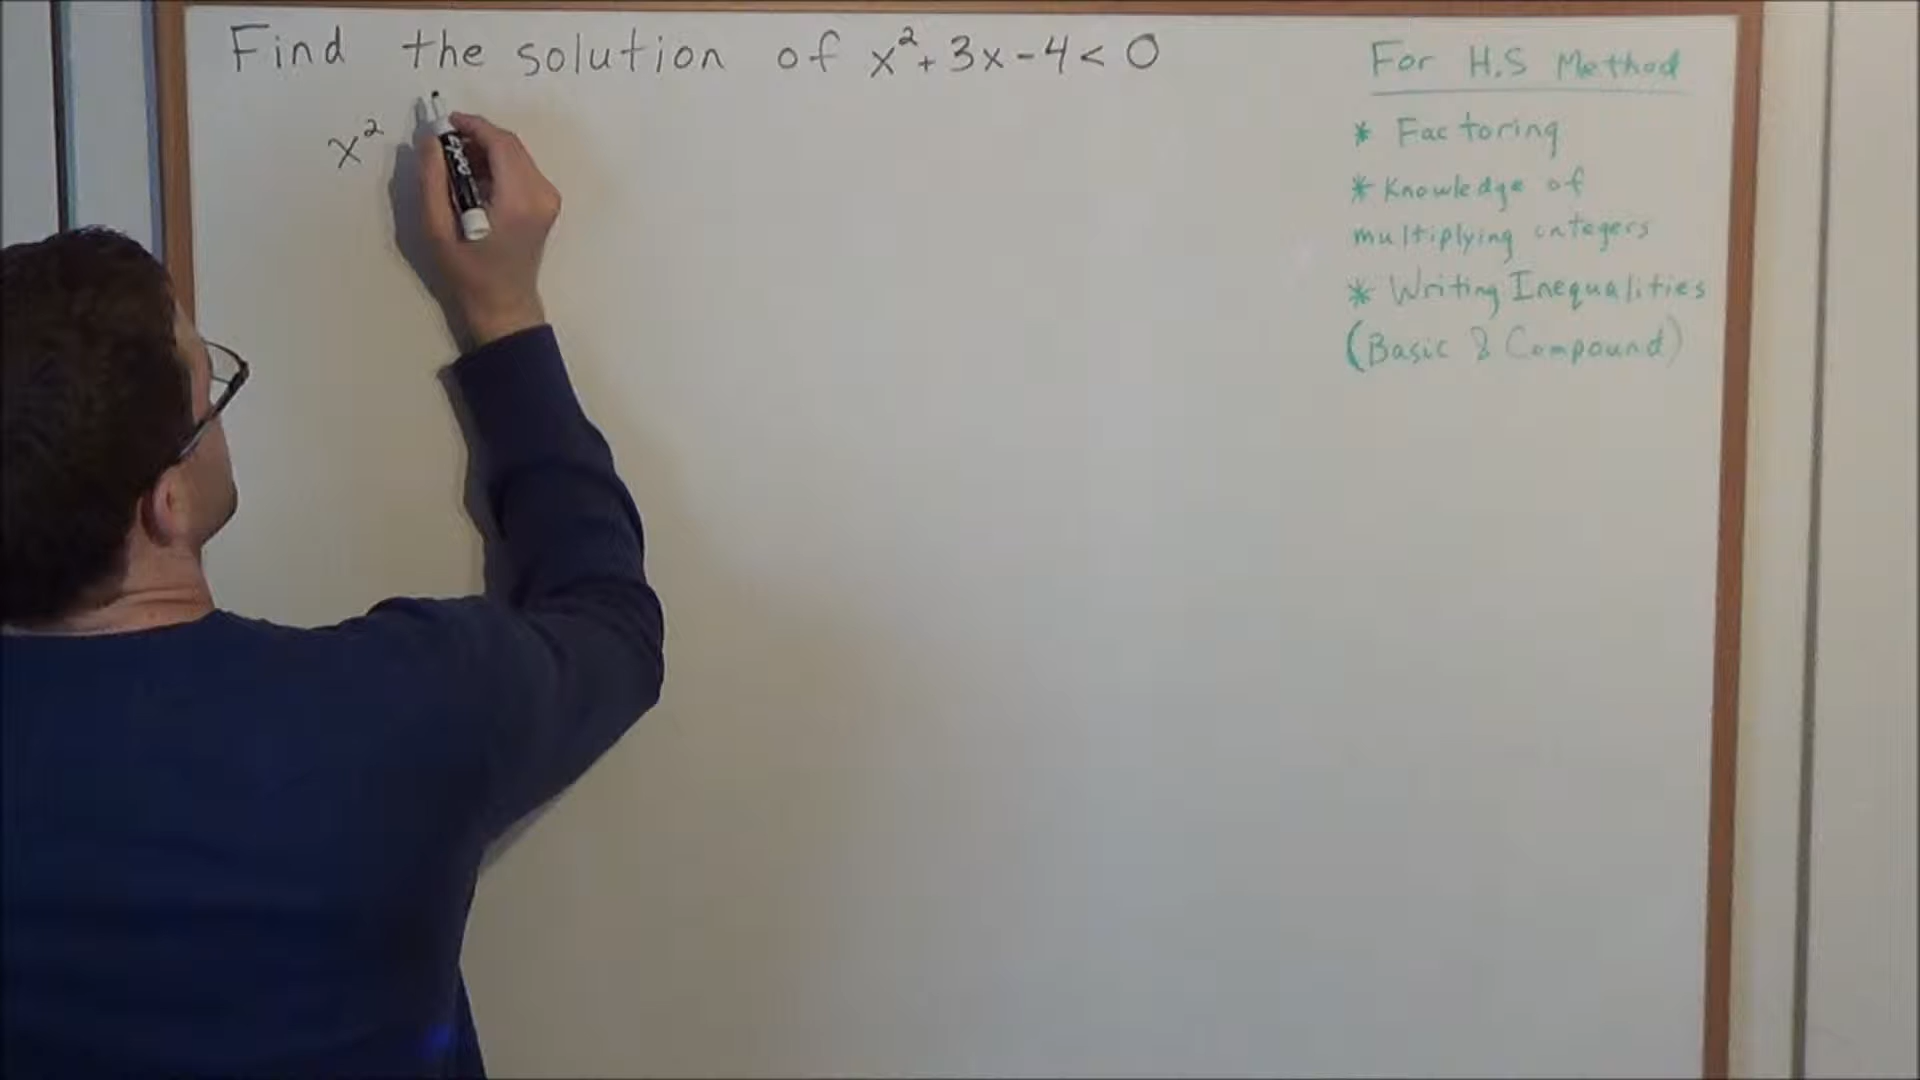 Find the solution of x²+3x-4<0
x²
For H.S Method
* Factoring
* Knowledge of
multiplying integers
* Writing Inequalities
(Basic & Compound)
EXPO